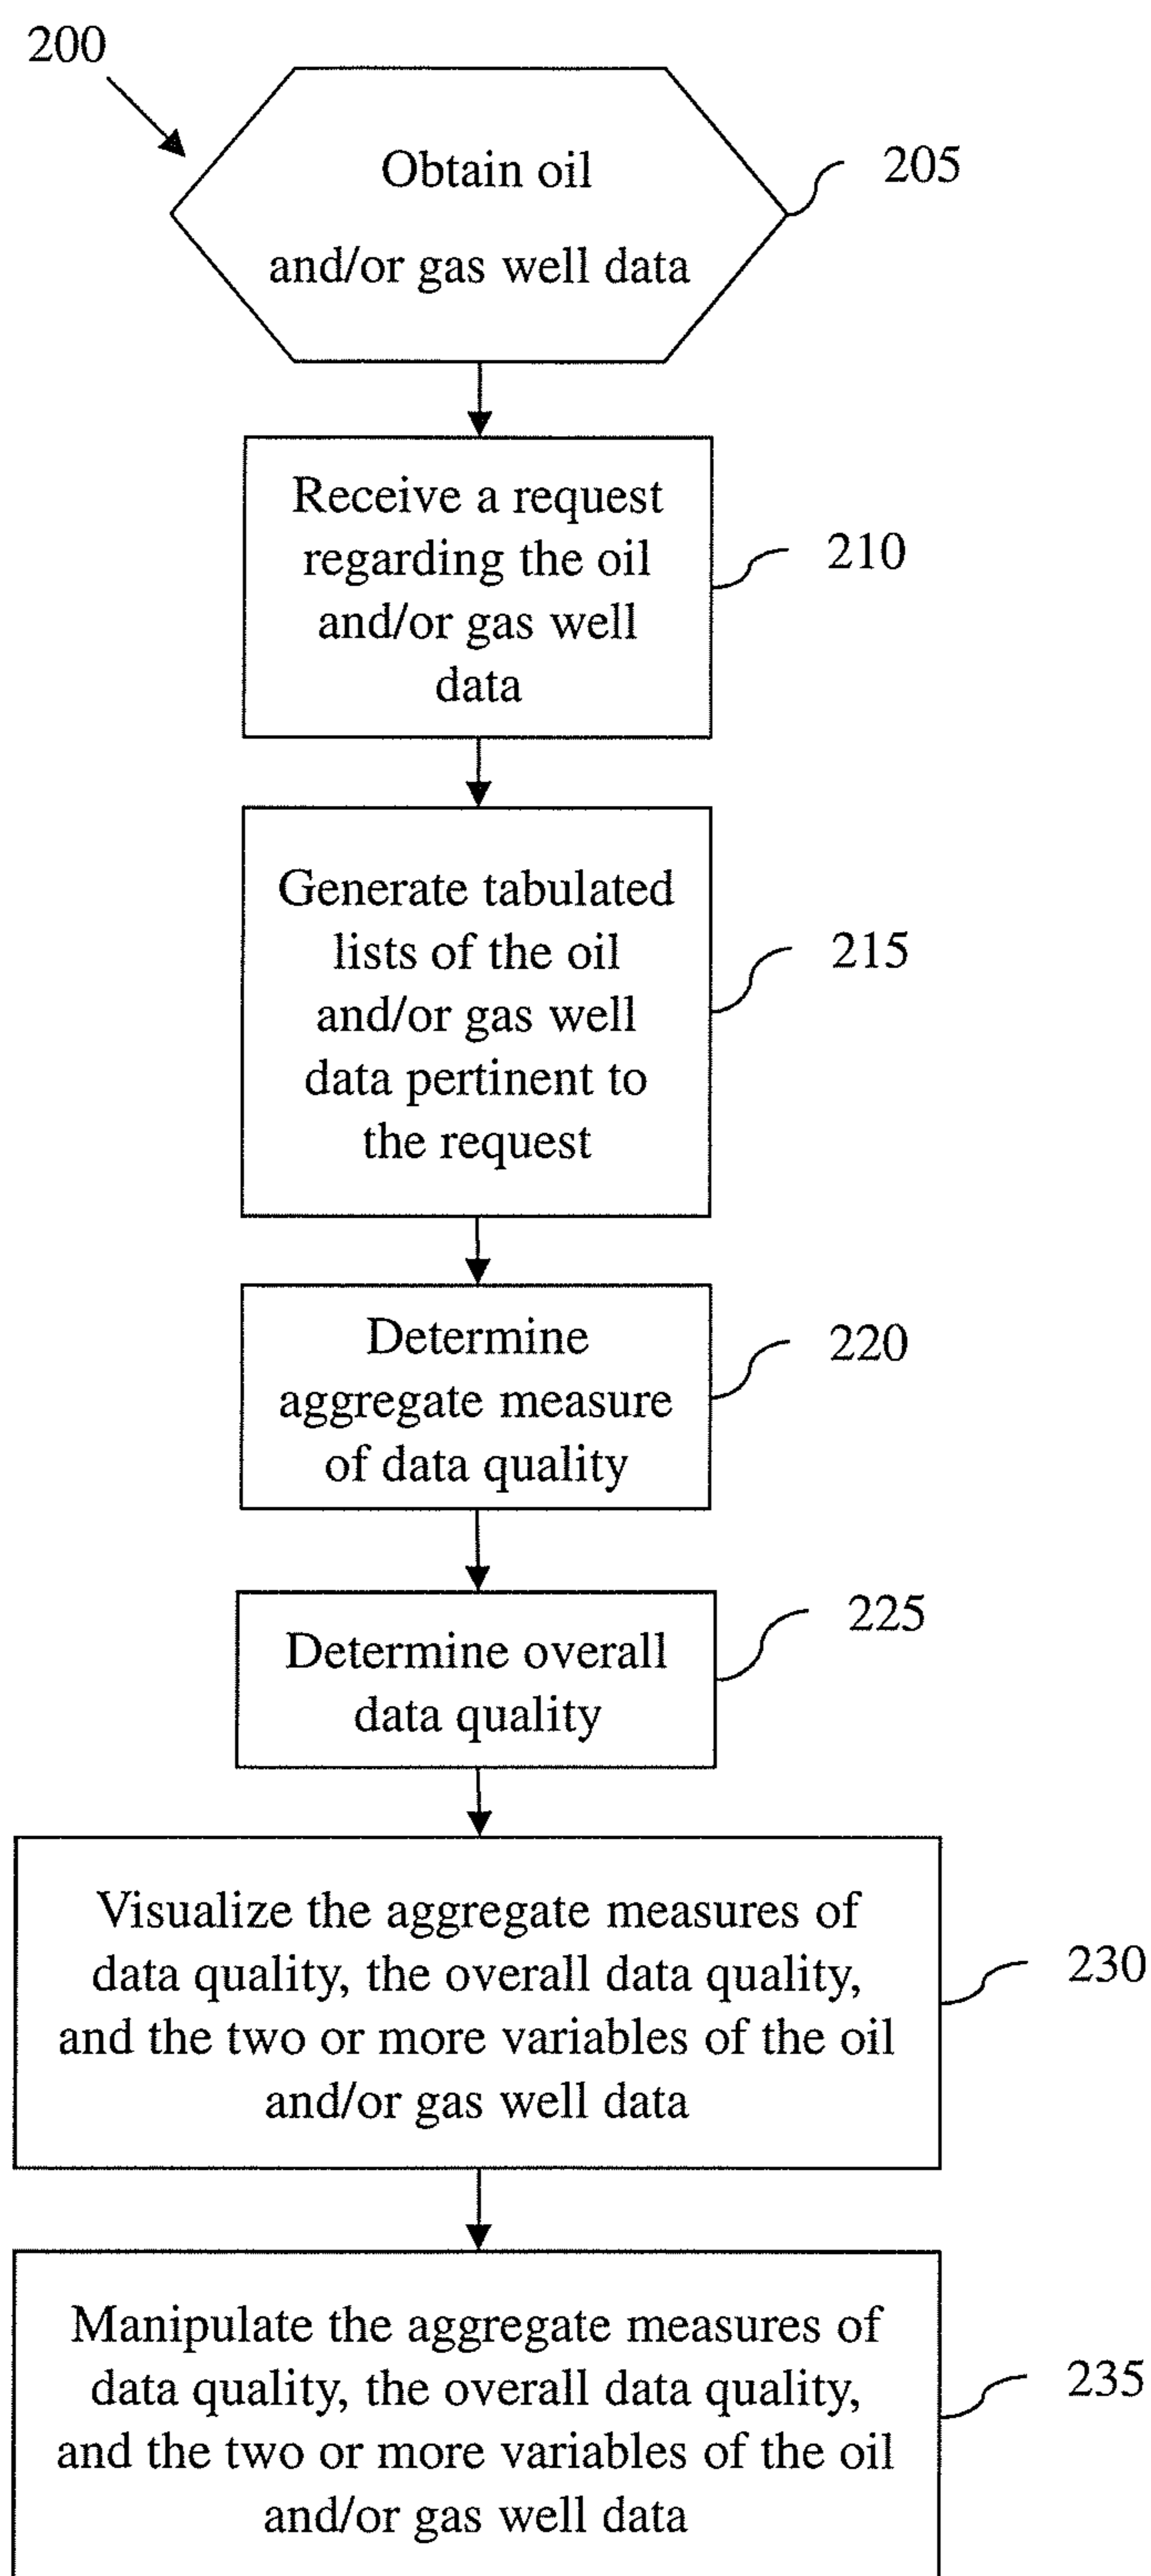 200
Obtain oil
and/or gas well data
205
Receive a request
regarding the oil
and/or gas well
data
210
Generate tabulated
lists of the oil
and/or gas well
data pertinent to
the request
215
Determine
aggregate measure
of data quality
220
Determine overall
data quality
225
Visualize the aggregate measures of
data quality, the overall data quality,
and the two or more variables of the oil
and/or gas well data
230
Manipulate the aggregate measures of
data quality, the overall data quality,
and the two or more variables of the oil
and/or gas well data
235